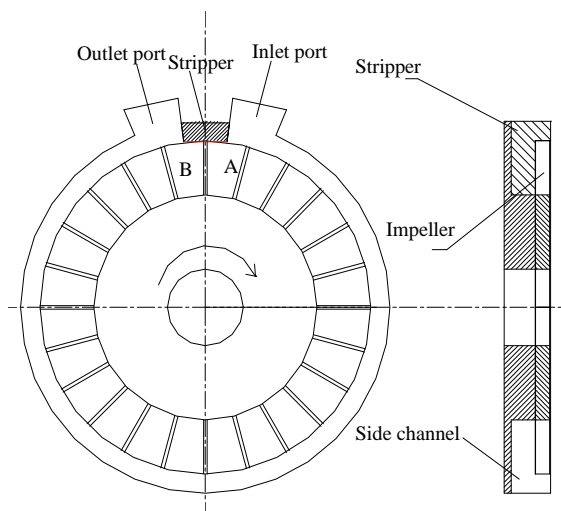 Outlet port
Stripper
Inlet port
Stripper
B
A
Impeller
Side channel